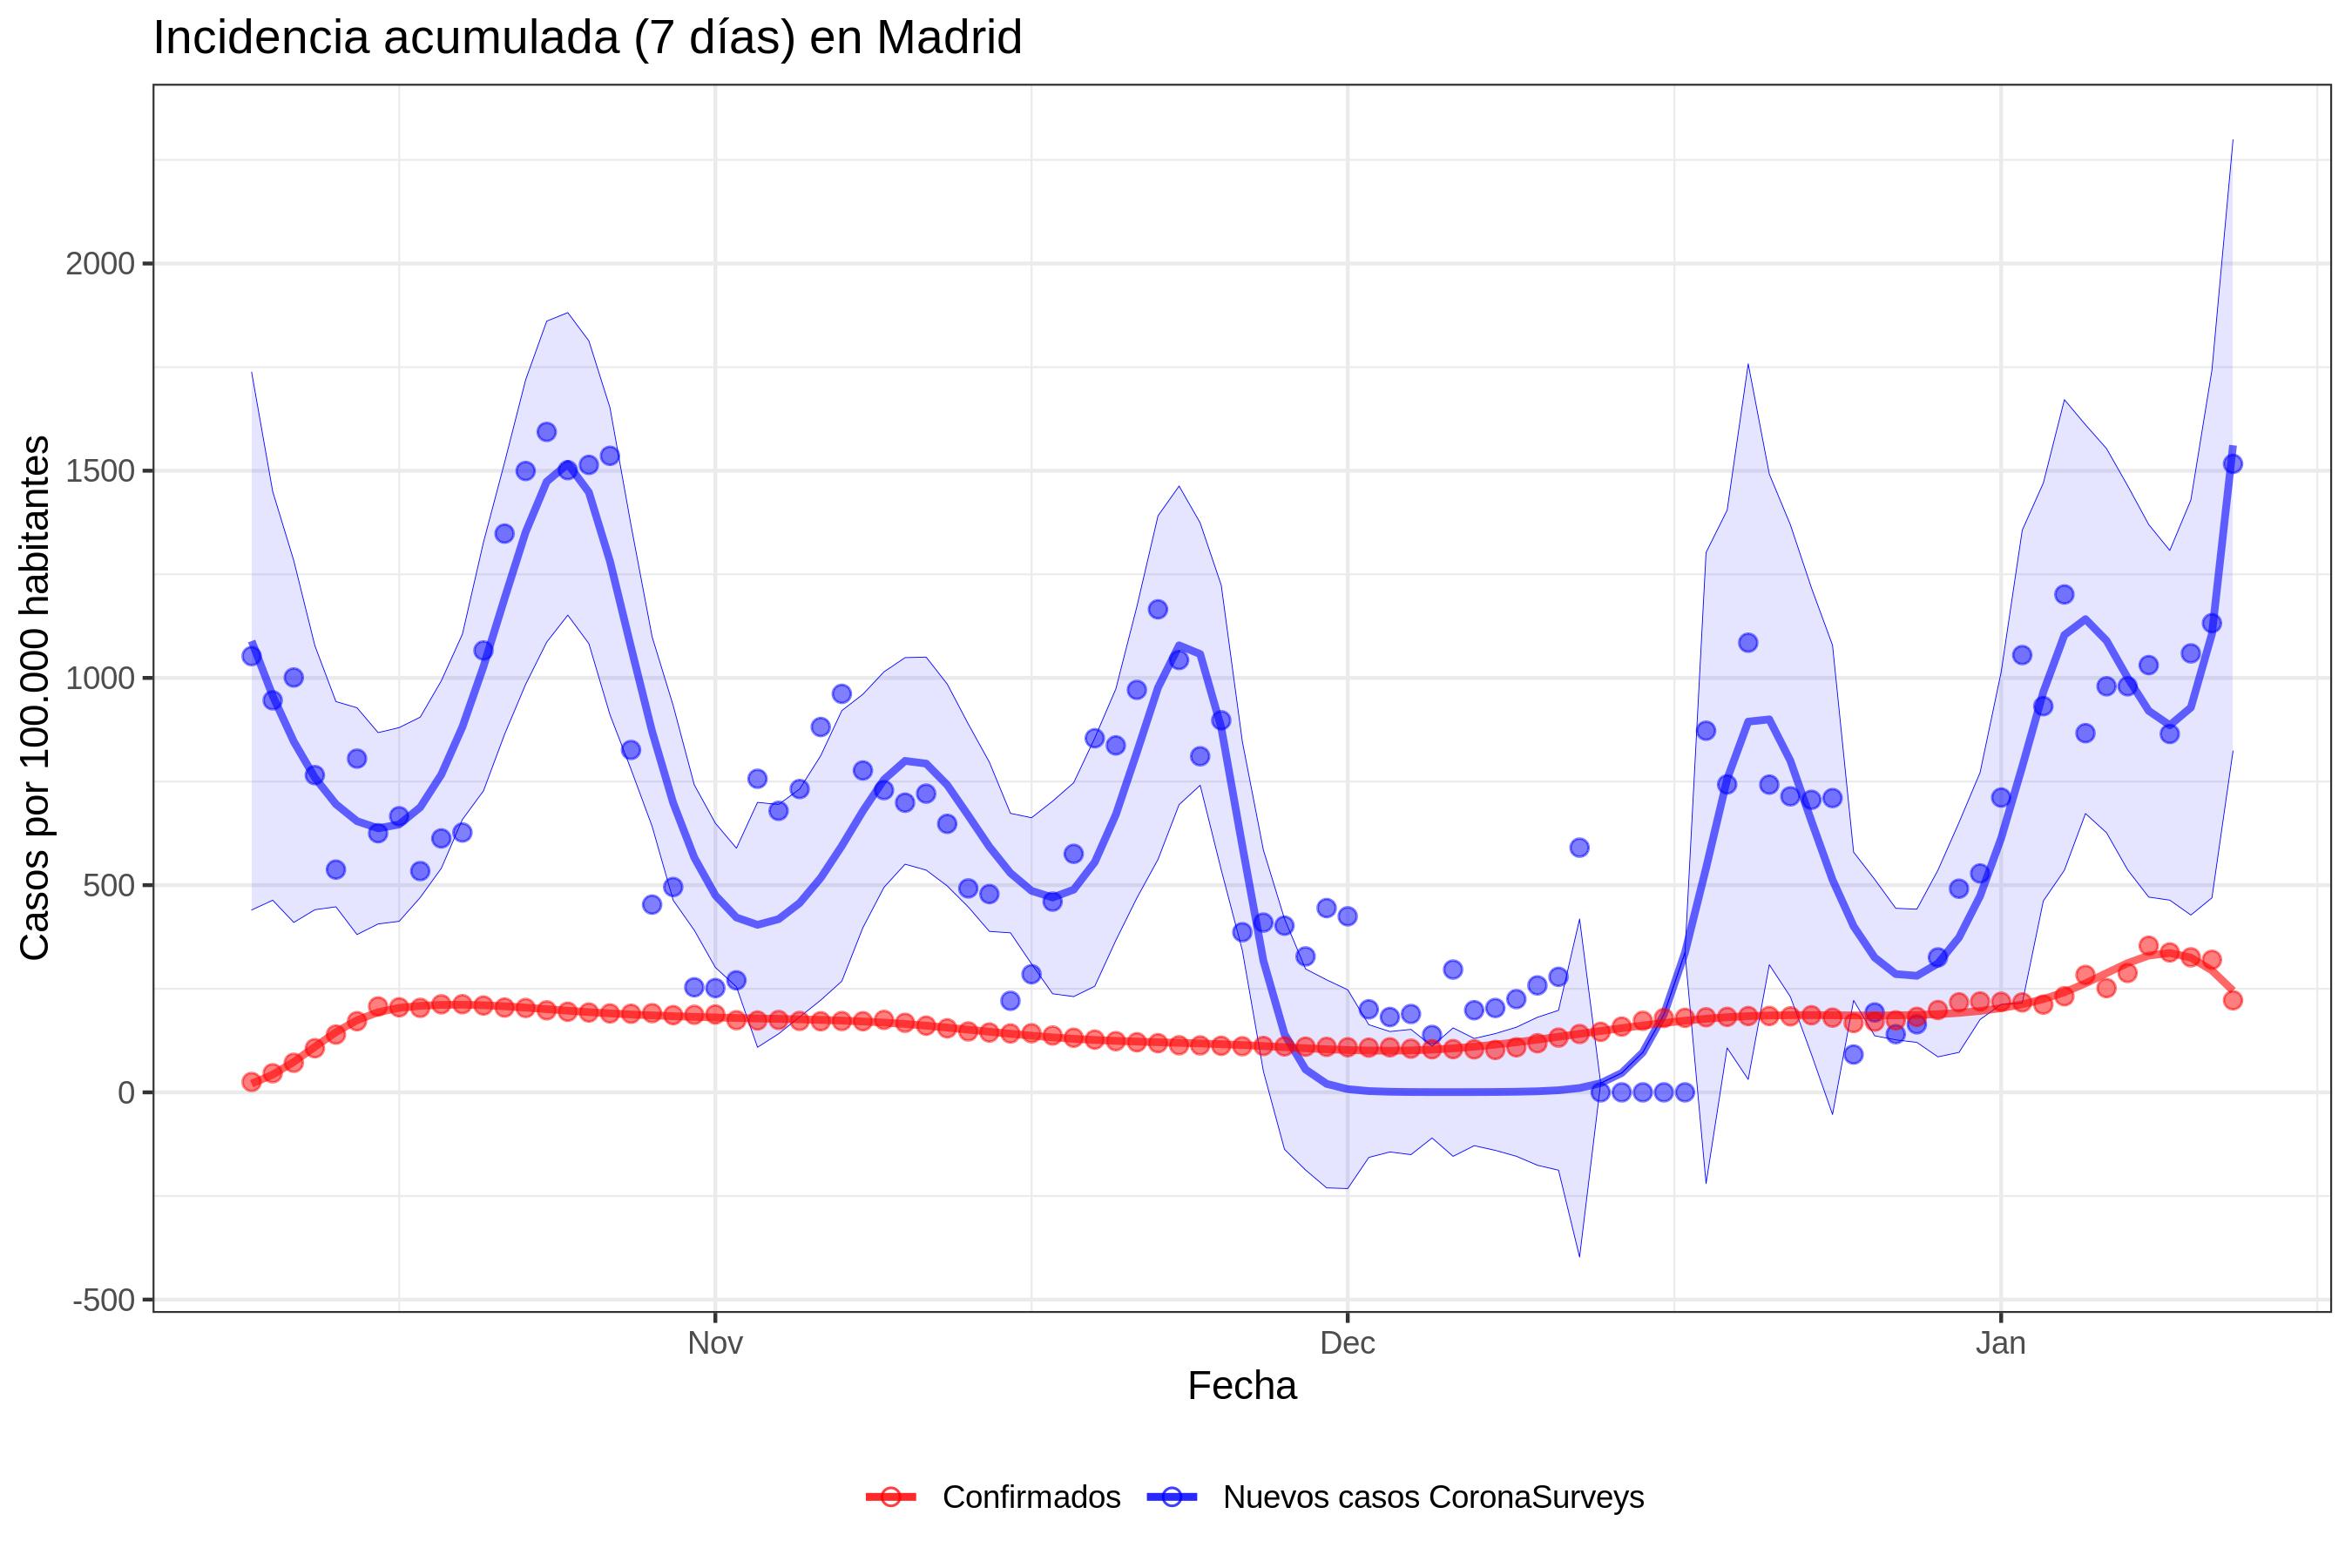 Incidencia acumulada (7 días) en Madrid
Casos por 100.000 habitantes
2000
1500
1000
500
0
-500
Nov
Dec
Jan
Fecha
Confirmados
Nuevos casos CoronaSurveys